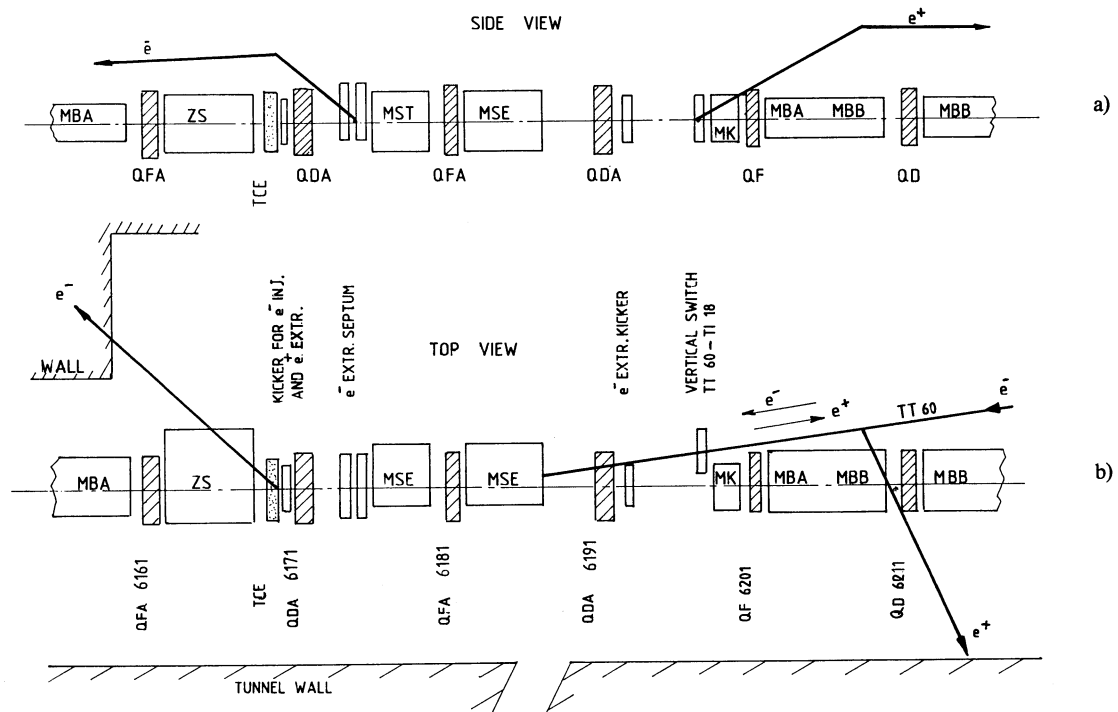 SIDE VIEW
ē
e+
a)
MBA
ZS
MST
MSE
MK
MBA
MBB
MBB
QFA
TCE
QDA
QFA
QDA
QF
QD
e-
WALL
KICKER FOR e- INJ.
AND e+ EXTR.
e- EXTR. SEPTUM
TOP VIEW
e- EXTR. KICKER
VERTICAL SWITCH
TT 60 – TI 18
e-
e+
TT 60
ē
b)
MBA
ZS
MSE
MSE
MK
MBA
MBB
MBB
QFA 6161
TCE
QDA 6171
QFA 6181
QDA 6191
QF 6201
QD 6211
e+
TUNNEL WALL